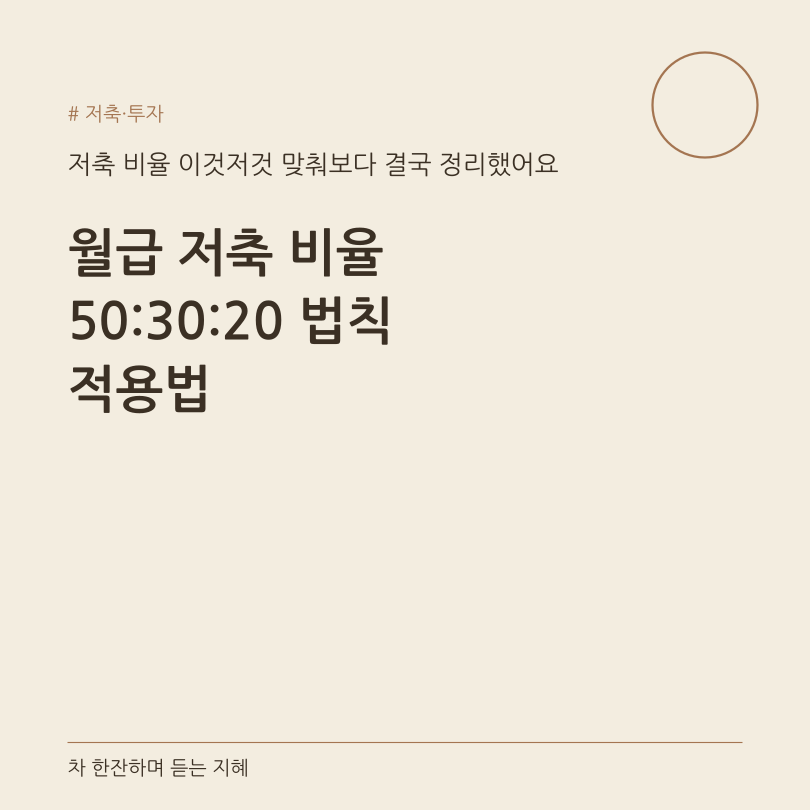 # 저축·투자
저축 비율 이것저것 맞춰보다 결국 정리했어요
월급 저축 비율
50:30:20 법칙
적용법
차 한잔하며 듣는 지혜